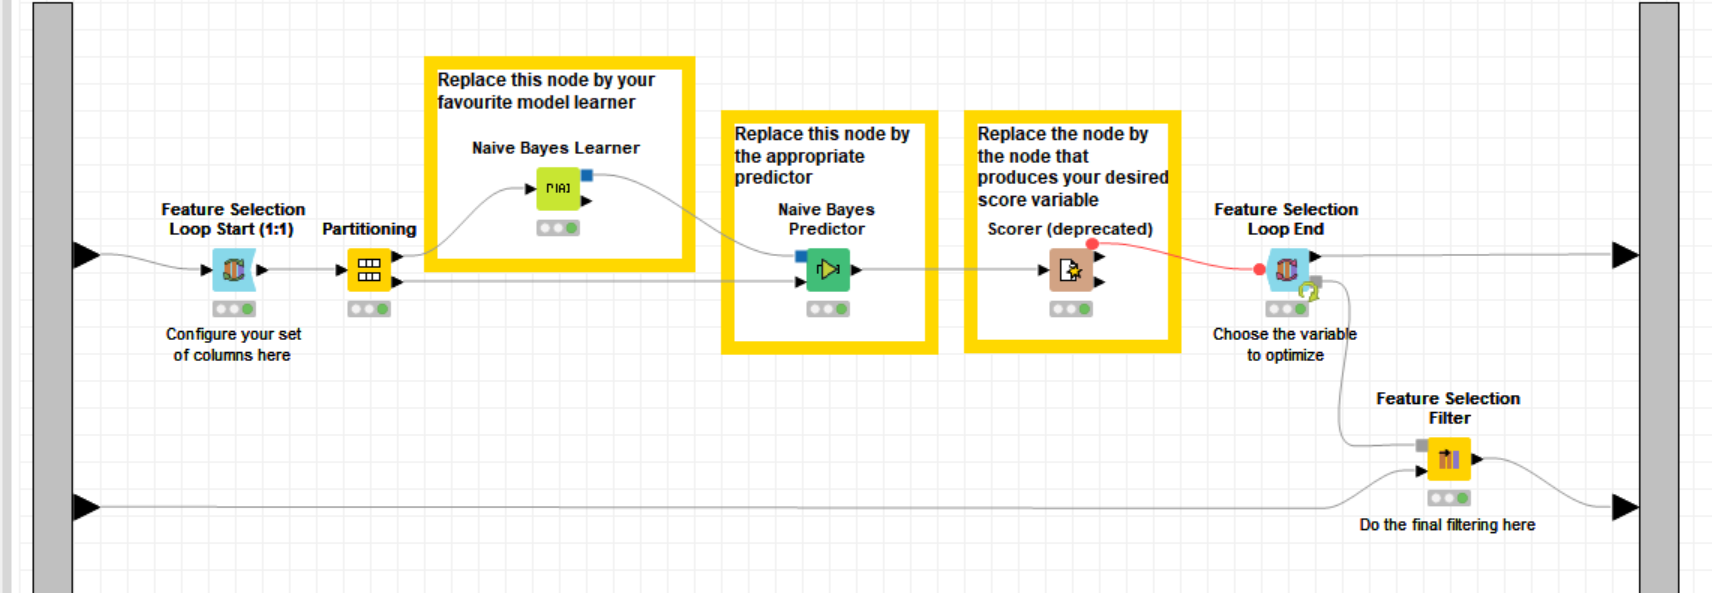 Replace this node by your
favourite model learner
Naive Bayes Learner
Replace this node by
the appropriate
predictor
Naive Bayes
Predictor
Replace the node by
the node that
produces your desired
score variable
Scorer (deprecated)
Feature Selection
Loop Start (1:1)
Configure your set
of columns here
Partitioning
Feature Selection
Loop End
Choose the variable
to optimize
Feature Selection
Filter
Do the final filtering here